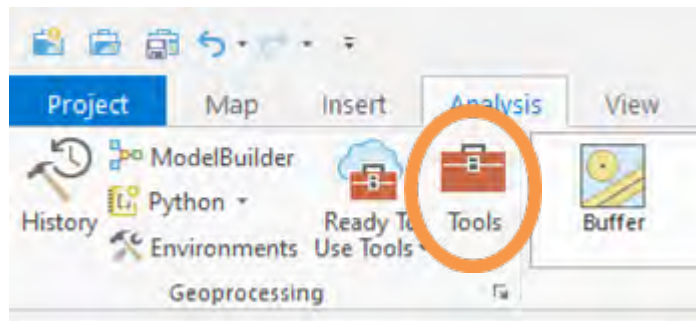 Project Map Insert Analysis View
History
ModelBuilder
Python
Environments
Ready To
Use Tools
Tools
Buffer
Geoprocessing